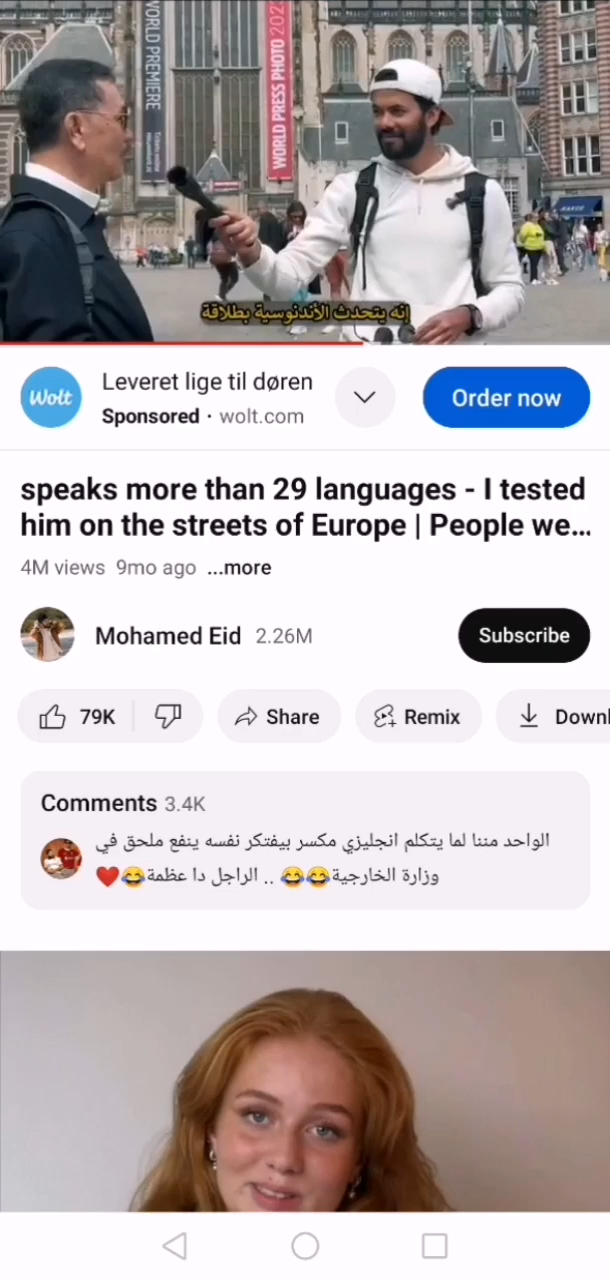 WORLD PREMIERE
WORLD PRESS PHOTO 202
إنه يتحدث الأندنوسية بطلاقة
Wolt
Leveret lige til døren
Sponsored · wolt.com
Order now
speaks more than 29 languages - I tested
him on the streets of Europe | People we...
4M views 9mo ago ...more
Mohamed Eid 2.26M
Subscribe
79K
Share
Remix
Downl
Comments 3.4K
الواحد مننا لما يتكلم انجليزي مكسر بيفتكر نفسه ينفع ملحق في
وزارة الخارجية😂😂 .. الراجل دا عظمة😂❤️